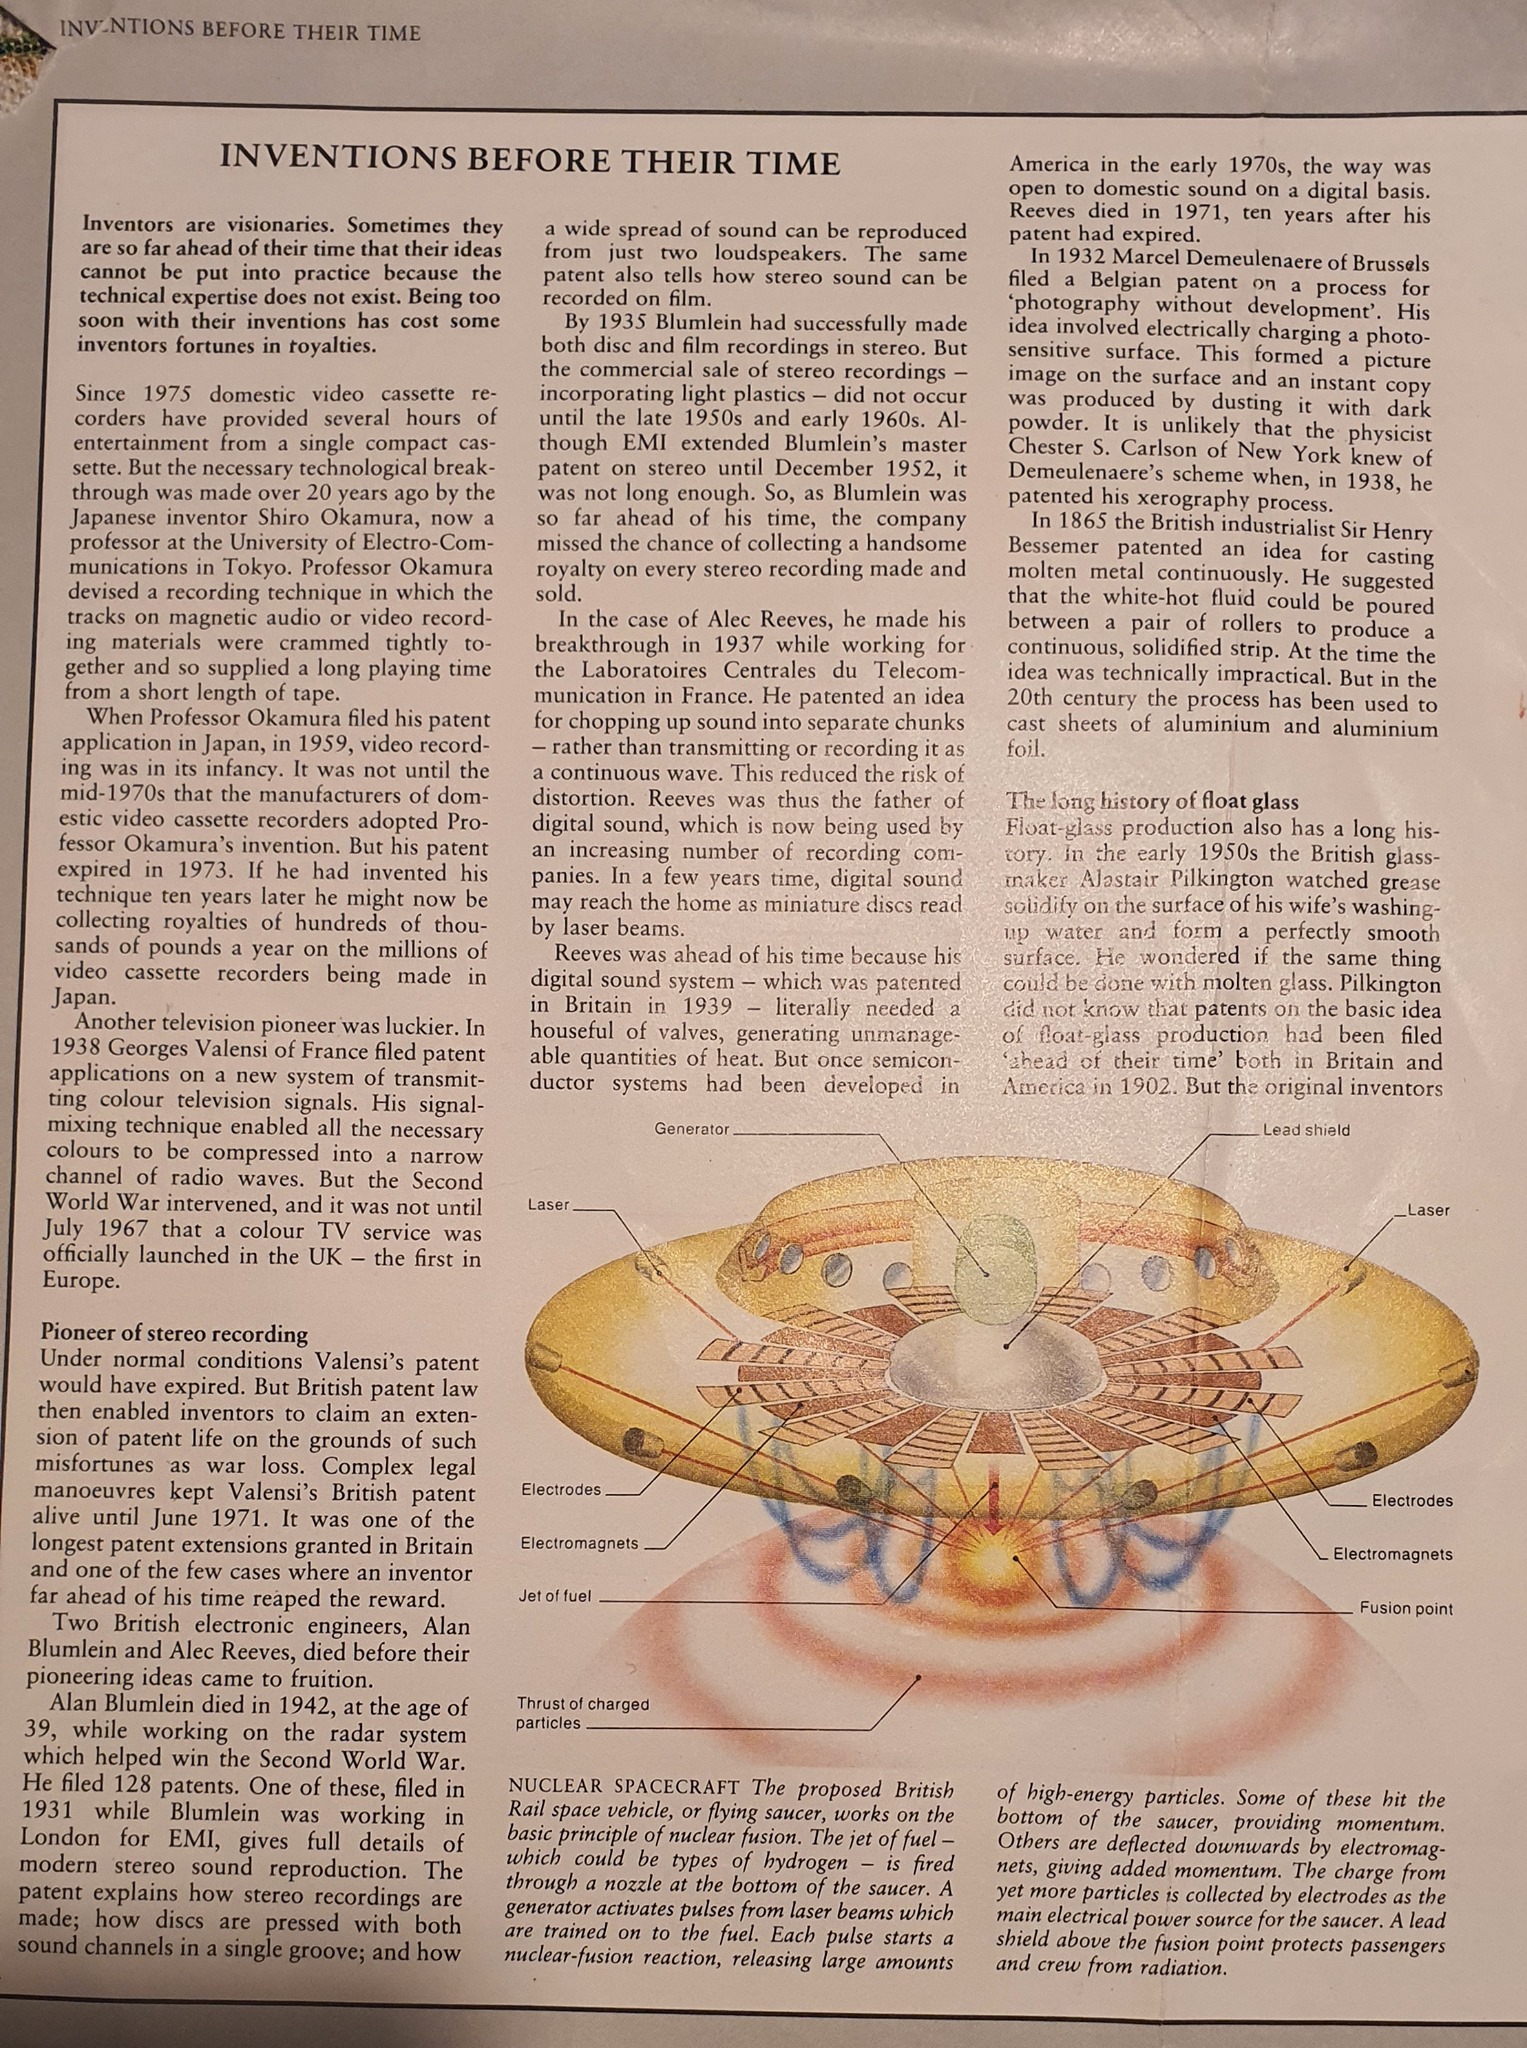 INVENTIONS BEFORE THEIR TIME
INVENTIONS BEFORE THEIR TIME
Inventors are visionaries. Sometimes they
are so far ahead of their time that their ideas
cannot be put into practice because the
technical expertise does not exist. Being too
soon with their inventions has cost some
inventors fortunes in royalties.
Since 1975 domestic video cassette re-
corders have provided several hours of
entertainment from a single compact cas-
sette. But the necessary technological break-
through was made over 20 years ago by the
Japanese inventor Shiro Okamura, now a
professor at the University of Electro-Com-
munications in Tokyo. Professor Okamura
devised a recording technique in which the
tracks on magnetic audio or video record-
ing materials were crammed tightly to-
gether and so supplied a long playing time
from a short length of tape.
When Professor Okamura filed his patent
application in Japan, in 1959, video record-
ing was in its infancy. It was not until the
mid-1970s that the manufacturers of dom-
estic video cassette recorders adopted Pro-
fessor Okamura's invention. But his patent
expired in 1973. If he had invented his
technique ten years later he might now be
collecting royalties of hundreds of thou-
sands of pounds a year on the millions of
video cassette recorders being made in
Japan.
Another television pioneer was luckier. In
1938 Georges Valensi of France filed patent
applications on a new system of transmit-
ting colour television signals. His signal-
mixing technique enabled all the necessary
colours to be compressed into a narrow
channel of radio waves. But the Second
World War intervened, and it was not until
July 1967 that a colour TV service was
officially launched in the UK – the first in
Europe.
Pioneer of stereo recording
Under normal conditions Valensi's patent
would have expired. But British patent law
then enabled inventors to claim an exten-
sion of patent life on the grounds of such
misfortunes as war loss. Complex legal
manoeuvres kept Valensi's British patent
alive until June 1971. It was one of the
longest patent extensions granted in Britain
and one of the few cases where an inventor
far ahead of his time reaped the reward.
Two British electronic engineers, Alan
Blumlein and Alec Reeves, died before their
pioneering ideas came to fruition.
Alan Blumlein died in 1942, at the age of
39, while working on the radar system
which helped win the Second World War.
He filed 128 patents. One of these, filed in
1931 while Blumlein was working in
London for EMI, gives full details of
modern stereo sound reproduction. The
patent explains how stereo recordings are
made; how discs are pressed with both
sound channels in a single groove; and how
a wide spread of sound can be reproduced
from just two loudspeakers. The same
patent also tells how stereo sound can be
recorded on film.
By 1935 Blumlein had successfully made
both disc and film recordings in stereo. But
the commercial sale of stereo recordings –
incorporating light plastics – did not occur
until the late 1950s and early 1960s. Al-
though EMI extended Blumlein's master
patent on stereo until December 1952, it
was not long enough. So, as Blumlein was
so far ahead of his time, the company
missed the chance of collecting a handsome
royalty on every stereo recording made and
sold.
In the case of Alec Reeves, he made his
breakthrough in 1937 while working for
the Laboratoires Centrales du Telecom-
munication in France. He patented an idea
for chopping up sound into separate chunks
– rather than transmitting or recording it as
a continuous wave. This reduced the risk of
distortion. Reeves was thus the father of
digital sound, which is now being used by
an increasing number of recording com-
panies. In a few years time, digital sound
may reach the home as miniature discs read
by laser beams.
Reeves was ahead of his time because his
digital sound system – which was patented
in Britain in 1939 – literally needed a
houseful of valves, generating unmanage-
able quantities of heat. But once semicon-
ductor systems had been developed in
America in the early 1970s, the way was
open to domestic sound on a digital basis.
Reeves died in 1971, ten years after his
patent had expired.
In 1932 Marcel Demeulenaere of Brussels
filed a Belgian patent on a process for
'photography without development'. His
idea involved electrically charging a photo-
sensitive surface. This formed a picture
image on the surface and an instant copy
was produced by dusting it with dark
powder. It is unlikely that the physicist
Chester S. Carlson of New York knew of
Demeulenaere's scheme when, in 1938, he
patented his xerography process.
In 1865 the British industrialist Sir Henry
Bessemer patented an idea for casting
molten metal continuously. He suggested
that the white-hot fluid could be poured
between a pair of rollers to produce a
continuous, solidified strip. At the time the
idea was technically impractical. But in the
20th century the process has been used to
cast sheets of aluminium and aluminium
foil.
The long history of float glass
Float-glass production also has a long his-
tory. In the early 1950s the British glass-
maker Alastair Pilkington watched grease
solidify on the surface of his wife's washing-
up water and form a perfectly smooth
surface. He wondered if the same thing
could be done with molten glass. Pilkington
did not know that patents on the basic idea
of float-glass production had been filed
'ahead of their time' both in Britain and
America in 1902. But the original inventors
Generator
Lead shield
Laser
Laser
Electrodes
Electrodes
Electromagnets
Electromagnets
Jet of fuel
Fusion point
Thrust of charged
particles
NUCLEAR SPACECRAFT The proposed British
Rail space vehicle, or flying saucer, works on the
basic principle of nuclear fusion. The jet of fuel –
which could be types of hydrogen – is fired
through a nozzle at the bottom of the saucer. A
generator activates pulses from laser beams which
are trained on to the fuel. Each pulse starts a
nuclear-fusion reaction, releasing large amounts
of high-energy particles. Some of these hit the
bottom of the saucer, providing momentum.
Others are deflected downwards by electromag-
nets, giving added momentum. The charge from
yet more particles is collected by electrodes as the
main electrical power source for the saucer. A lead
shield above the fusion point protects passengers
and crew from radiation.